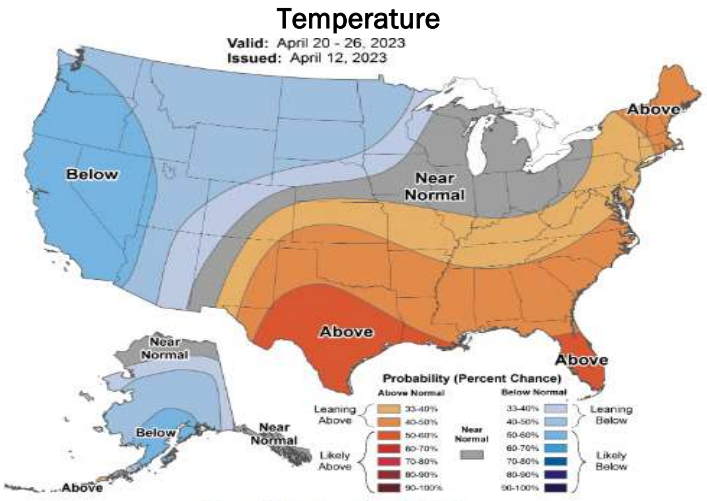 Temperature
Valid: April 20 - 26, 2023
Issued: April 12, 2023
Above
Below
Near
Normal
Above
Above
Near
Normal
Below
Near
Normal
Above
Probability (Percent Chance)
Above Normal
Below Normal
Leaning
Above
33-40%
40-50%
Likely
Above
50-60%
60-70%
70-80%
80-90%
90-100%
Near
Normal
33-40%
40-50%
Leaning
Below
50-60%
60-70%
70-80%
80-90%
90-100%
Likely
Below